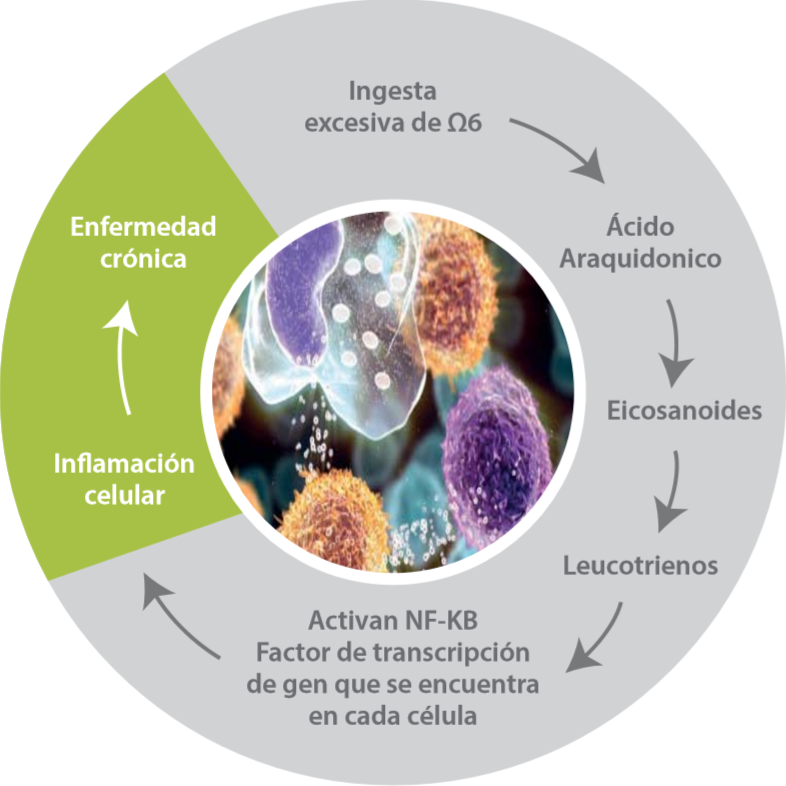 Ingesta
excesiva de Ω6
Ácido
Araquidonico
Eicosanoides
Leucotrienos
Activan NF-KB
Factor de transcripción
de gen que se encuentra
en cada célula
Inflamación
celular
Enfermedad
crónica